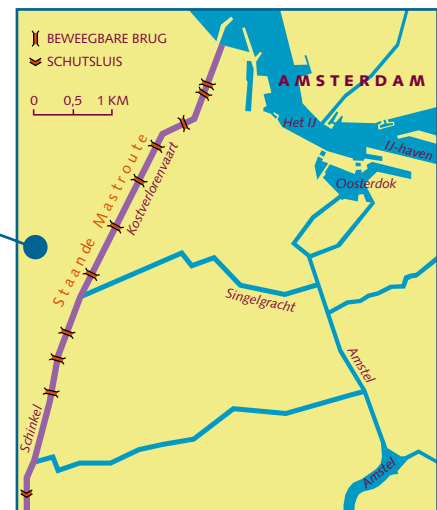 BEWEEGBARE BRUG
SCHUTSLUIS
0 0,5 1 KM
AMSTERDAM
Het IJ
IJ-haven
Oosterdok
Staande Mastroute
Kostverlorenvaart
Singelgracht
Amstel
Schinkel
Amstel